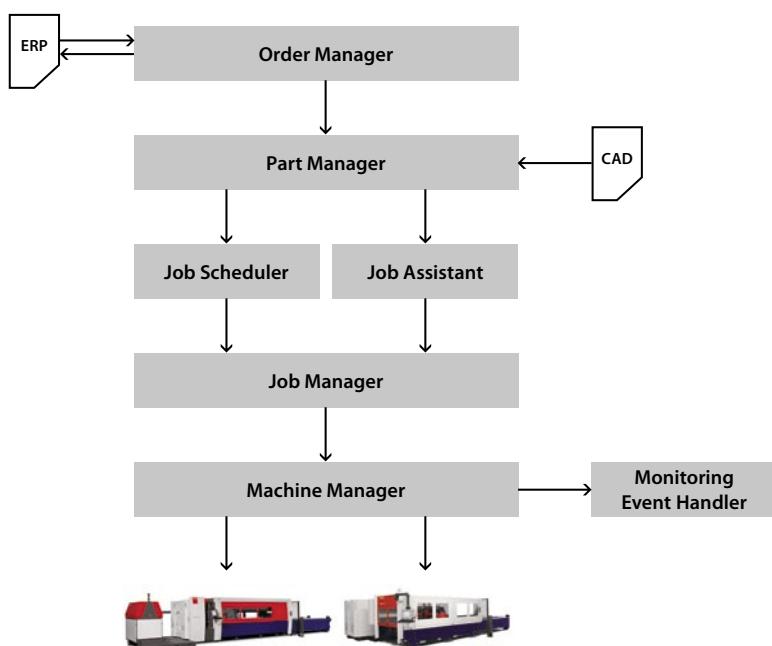 ERP
Order Manager
Part Manager
CAD
Job Scheduler
Job Assistant
Job Manager
Machine Manager
Monitoring
Event Handler